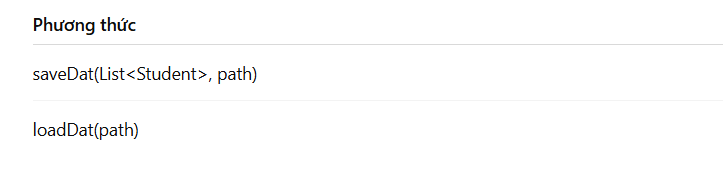 Phương thức
saveDat(List<Student>, path)
loadDat(path)